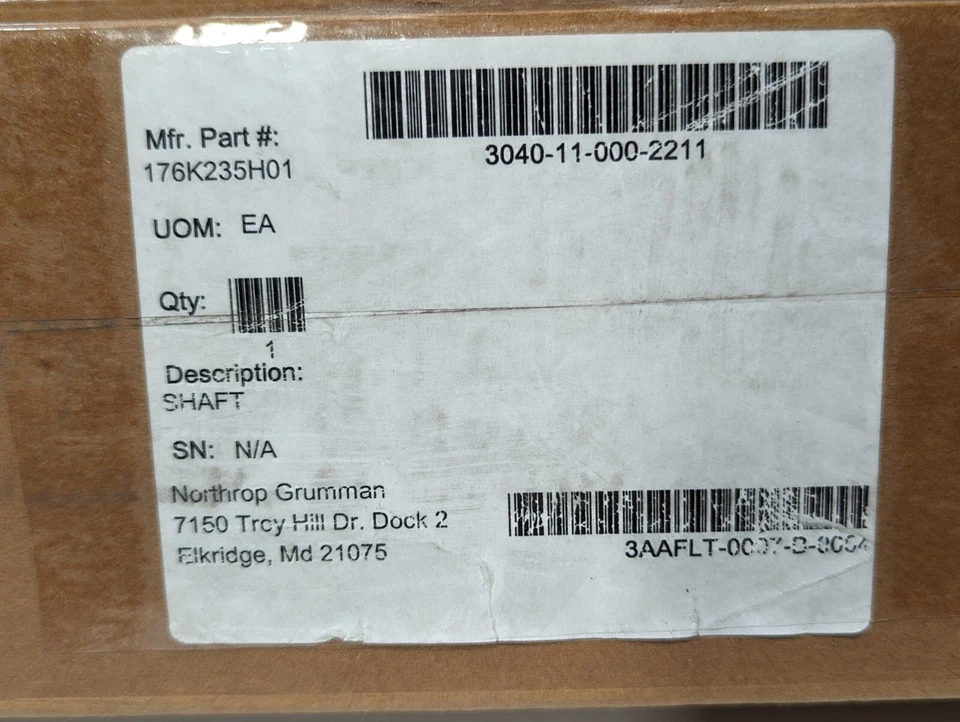 Mfr. Part #:
176K235H01
3040-11-000-2211
UOM: EA
Qty:
1
Description:
SHAFT
SN: N/A
Northrop Grumman
7150 Troy Hill Dr. Dock 2
Elkridge, Md 21075